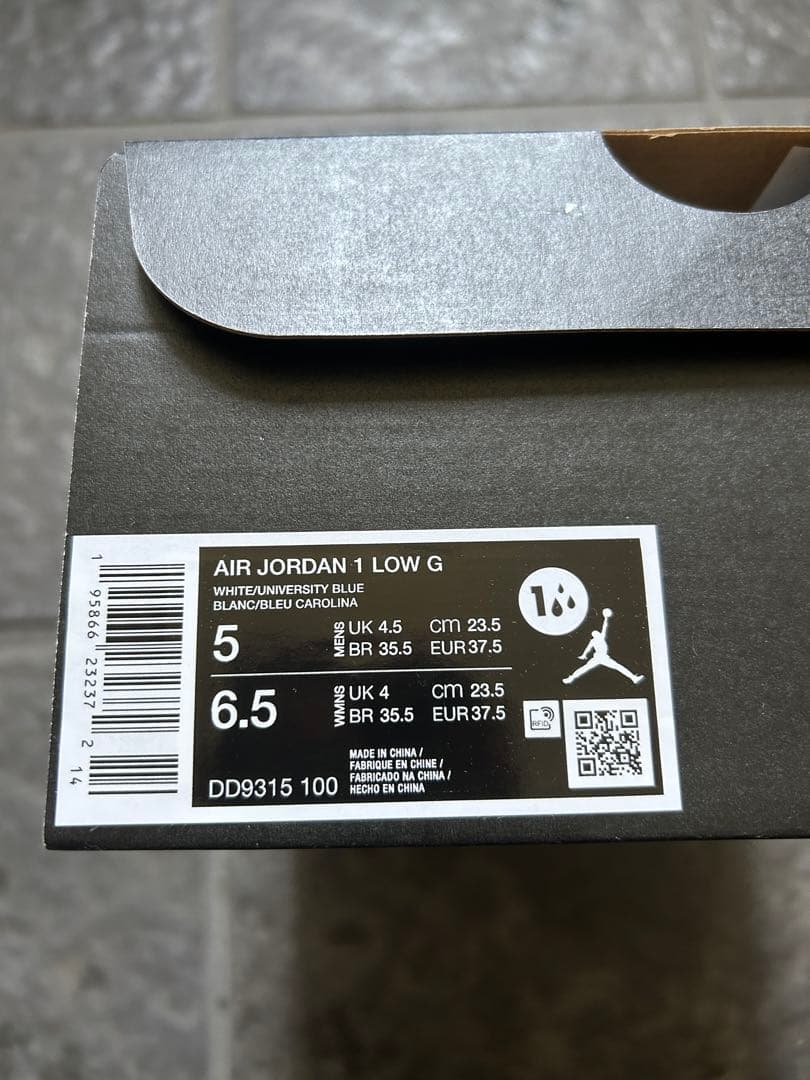 AIR JORDAN 1 LOW G
WHITE/UNIVERSITY BLUE
BLANC/BLEU CAROLINA
5 MENS UK 4.5 CM 23.5
BR 35.5 EUR 37.5
6.5 WMNS UK 4 CM 23.5
BR 35.5 EUR 37.5
MADE IN CHINA /
FABRIQUE EN CHINE /
FABRICADO NA CHINA /
HECHO EN CHINA
DD9315 100
1 95866 23237 2 14
1
RFID